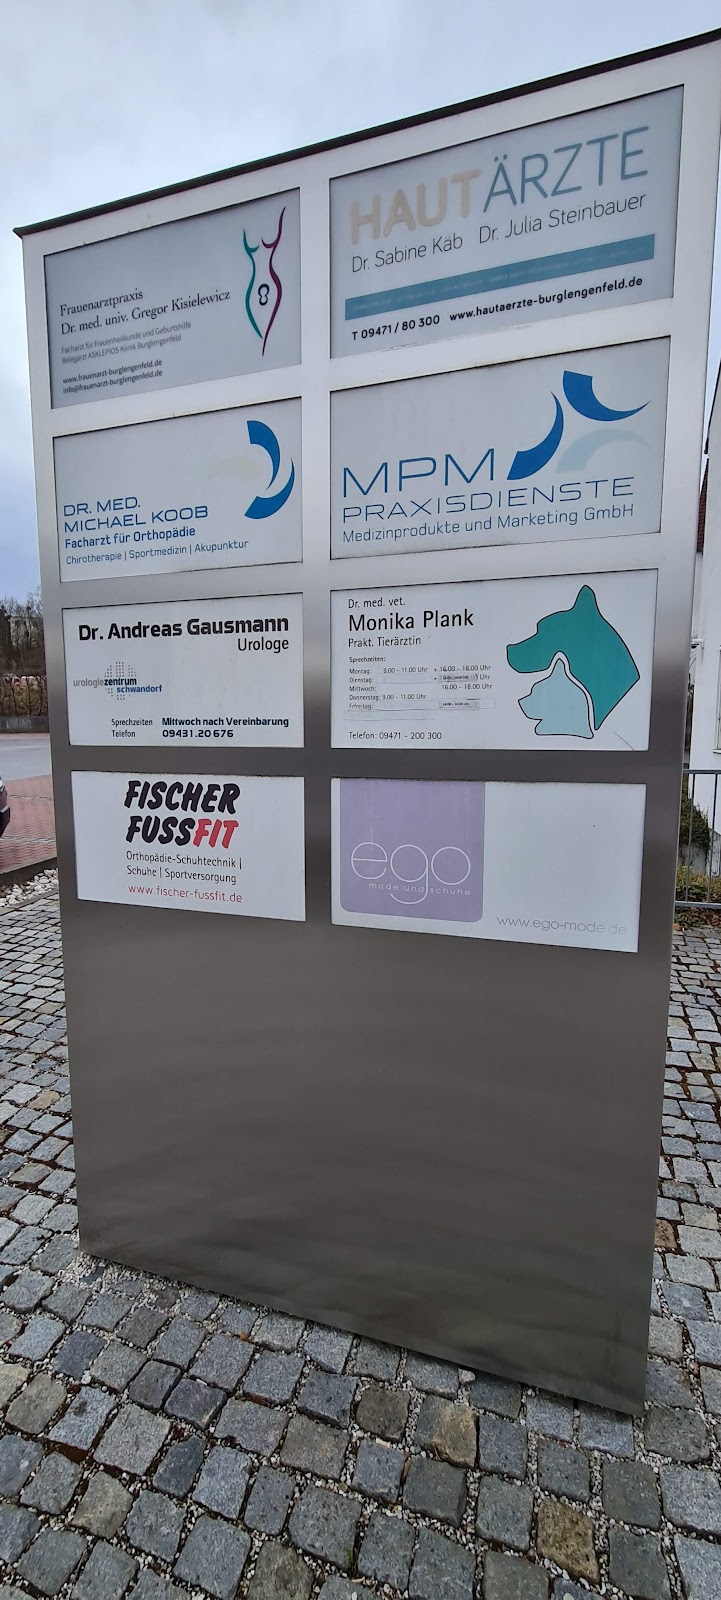 Frauenarztpraxis
Dr. med. univ. Gregor Kisielewicz
Facharzt für Frauenheilkunde und Geburtshilfe
Belegarzt ASKLEPIOS Klinik Burglengenfeld
www.frauenarzt-burglengenfeld.de
info@frauenarzt-burglengenfeld.de
HAUTÄRZTE
Dr. Sabine Käb Dr. Julia Steinbauer
T 09471 / 80 300 www.hautaerzte-burglengenfeld.de
DR. MED.
MICHAEL KOOB
Facharzt für Orthopädie
Chirotherapie | Sportmedizin | Akupunktur
MPM
PRAXISDIENSTE
Medizinprodukte und Marketing GmbH
Dr. Andreas Gausmann
Urologe
urologiezentrum
schwandorf
Sprechzeiten Mittwoch nach Vereinbarung
Telefon 09431.20 676
Dr. med. vet.
Monika Plank
Prakt. Tierärztin
Sprechzeiten:
Montag: 9.00 - 11.00 Uhr + 16.00 - 18.00 Uhr
Dienstag
Mittwoch: 16.00 - 18.00 Uhr
Donnerstag: 9.00 - 11.00 Uhr
Freitag:
Telefon: 09471 - 200 300
FISCHER
FUSSFIT
Orthopädie-Schuhtechnik |
Schuhe | Sportversorgung
www.fischer-fussfit.de
ego
mode und schuhe
www.ego-mode.de